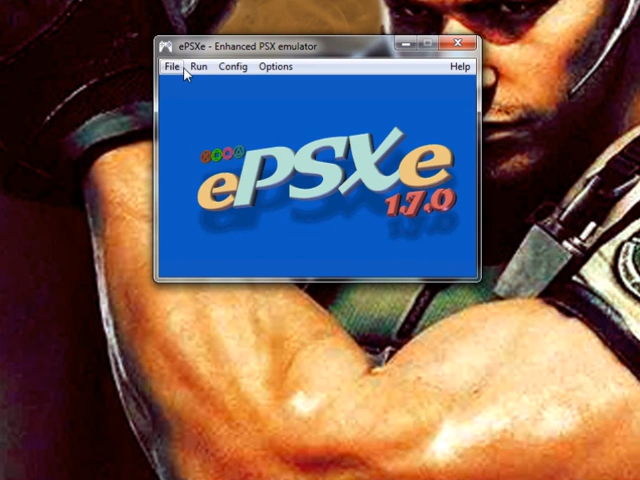 ePSXe - Enhanced PSX emulator
File Run Config Options Help
ePSXe
1.7.0